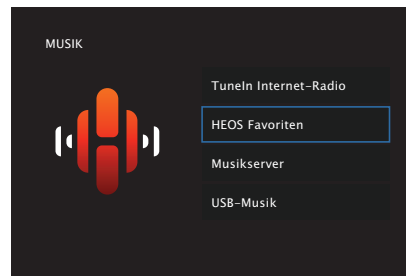 MUSIK
TuneIn Internet-Radio
HEOS Favoriten
Musikserver
USB-Musik